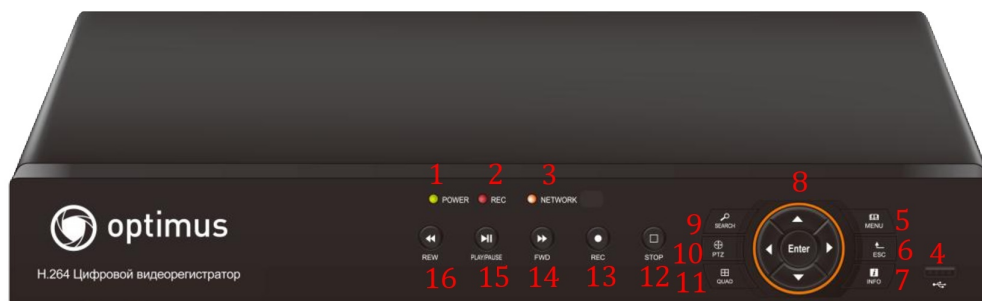 1 2 3 8
POWER REC NETWORK
optimus
9 SEARCH MENU 5
10 PTZ Enter ESC 6 4
REW PLAY/PAUSE FWD REC STOP
16 15 14 13 12
11 QUAD INFO 7
H.264 Цифровой видеорегистратор